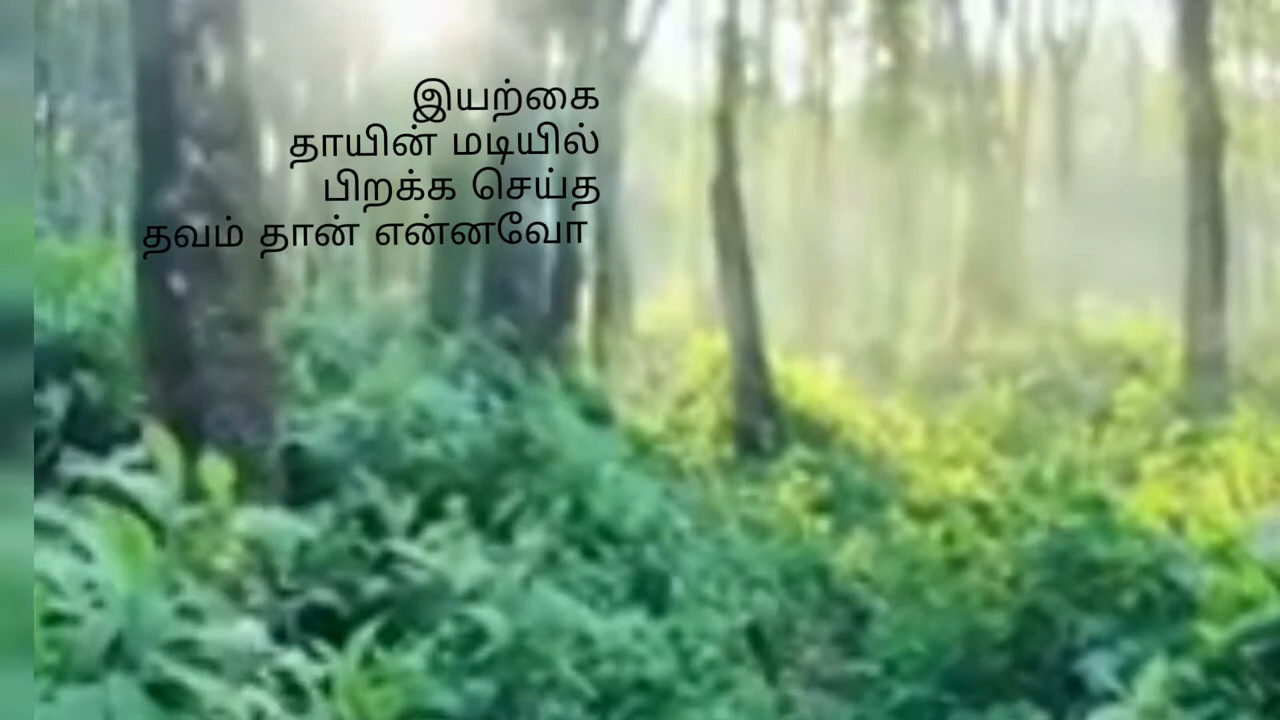 இயற்கை
தாயின் மடியில்
பிறக்க செய்த
தவம் தான் என்னவோ